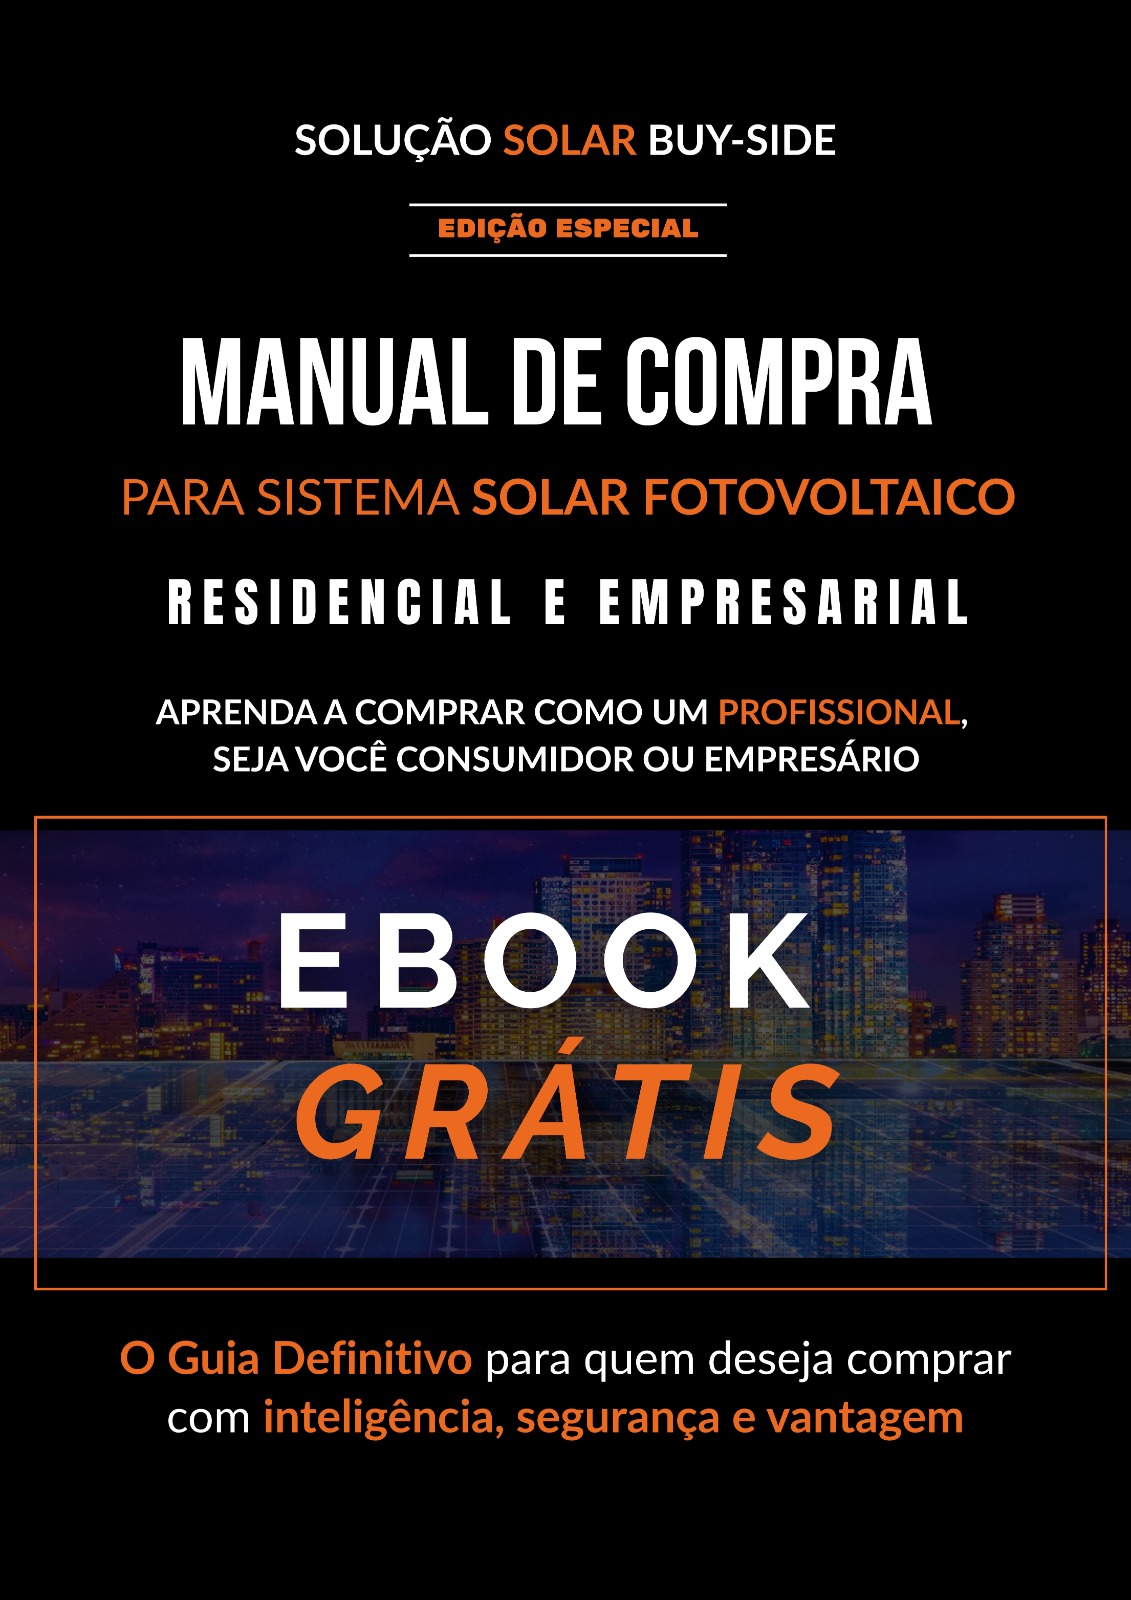 SOLUÇÃO SOLAR BUY-SIDE
EDIÇÃO ESPECIAL
MANUAL DE COMPRA
PARA SISTEMA SOLAR FOTOVOLTAICO
RESIDENCIAL E EMPRESARIAL
APRENDA A COMPRAR COMO UM PROFISSIONAL,
SEJA VOCÊ CONSUMIDOR OU EMPRESÁRIO
EBOOK
GRÁTIS
O Guia Definitivo para quem deseja comprar
com inteligência, segurança e vantagem